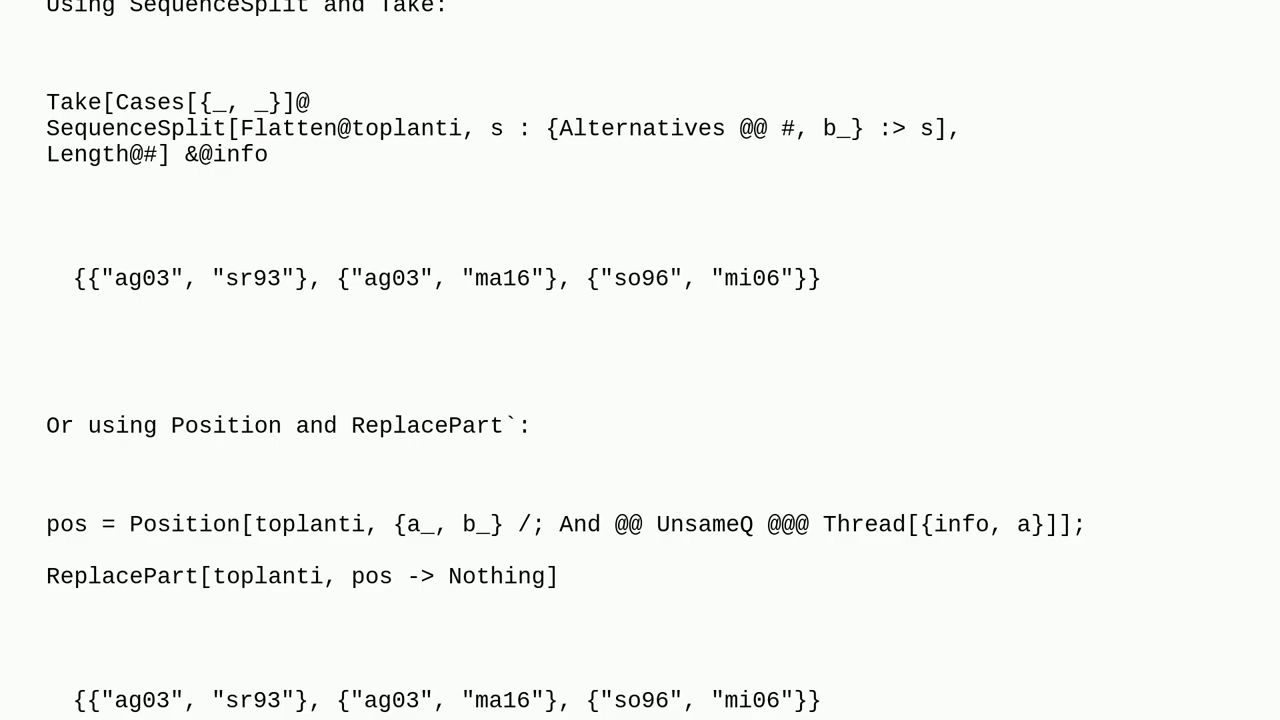 Using SequenceSplit and Take:
Take[Cases[{_, _}]@
SequenceSplit[Flatten@toplanti, s : {Alternatives @@ #, b_} :> s],
Length@#] &@info
{{"ag03", "sr93"}, {"ag03", "ma16"}, {"so96", "mi06"}}
Or using Position and ReplacePart`:
pos = Position[toplanti, {a_, b_} /; And @@ UnsameQ @@@ Thread[{info, a}]];
ReplacePart[toplanti, pos -> Nothing]
{{"ag03", "sr93"}, {"ag03", "ma16"}, {"so96", "mi06"}}